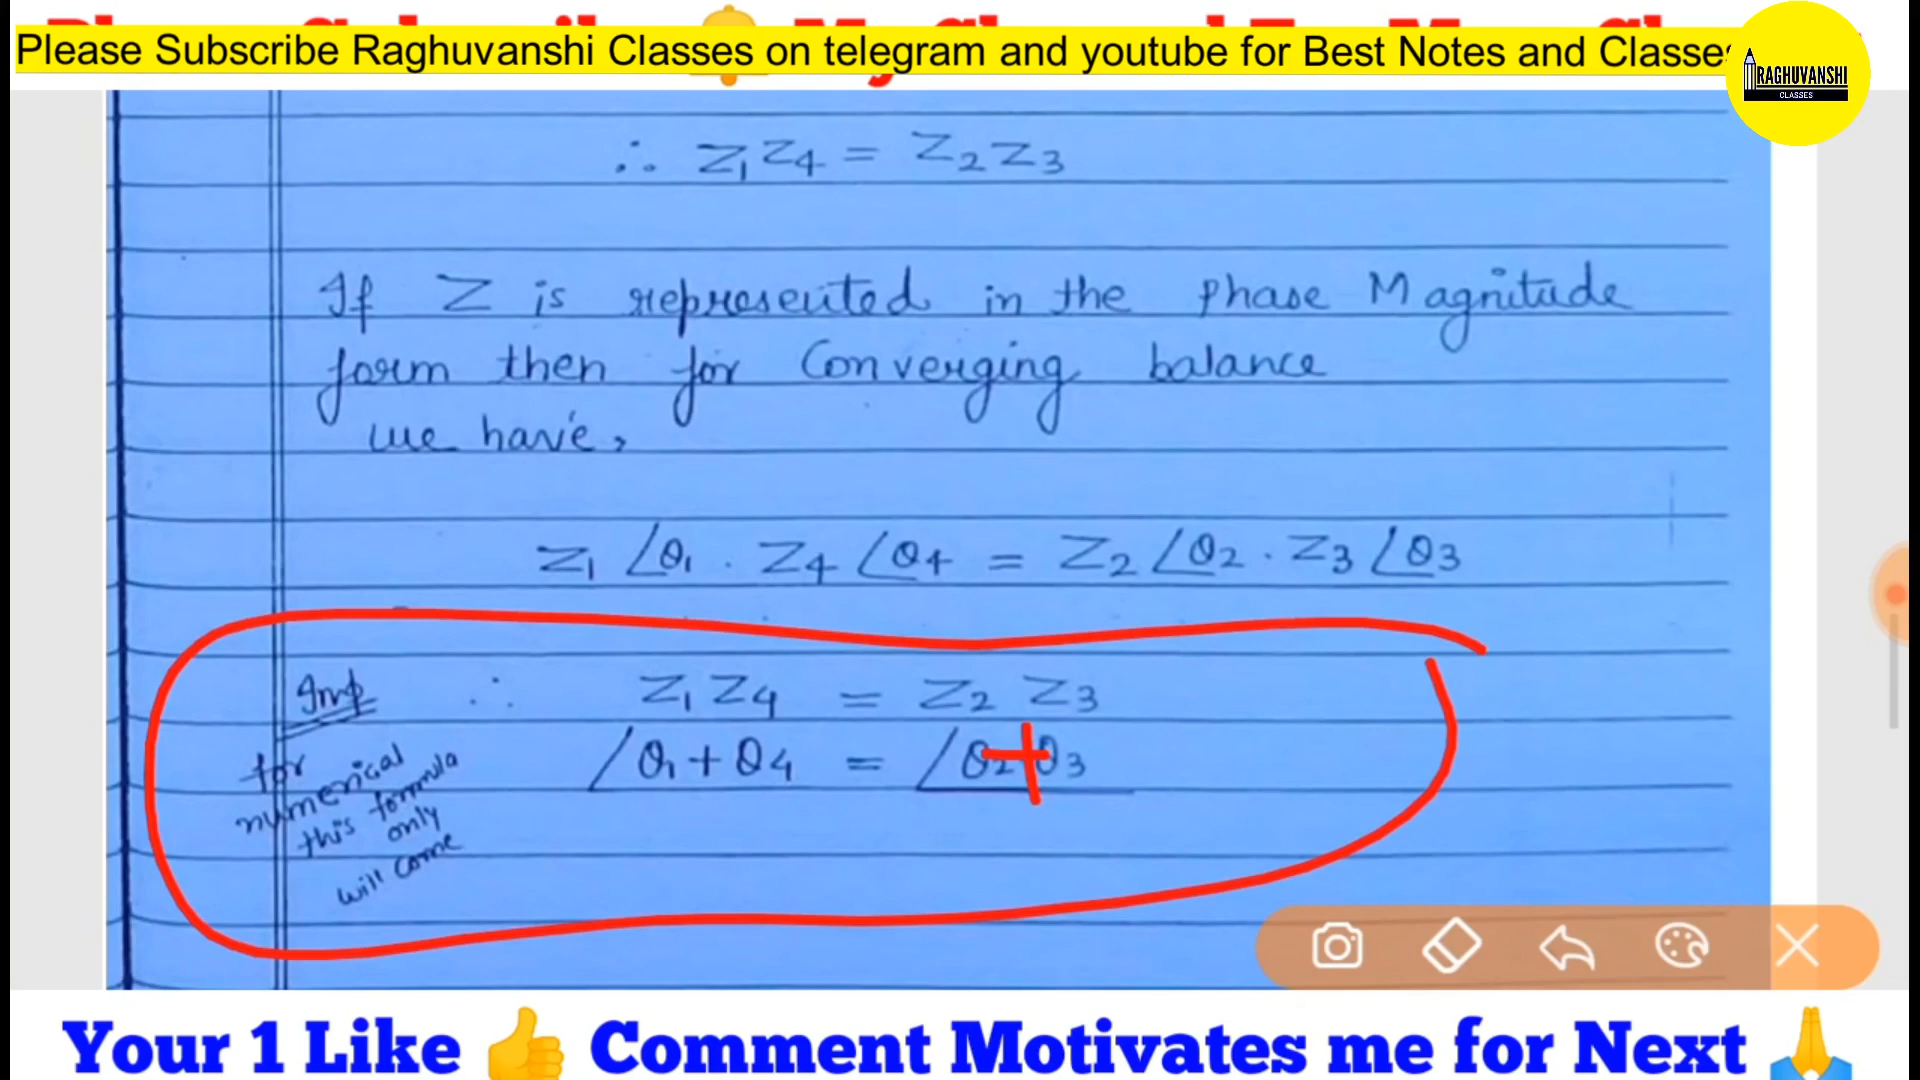 Please Subscribe Raghuvanshi Classes on telegram and youtube for Best Notes and Classes
RAGHUVANSHI
CLASSES
∴ Z₁Z₄ = Z₂Z₃
If Z is represented in the phase Magnitude
form then for Converging balance
we have,
Z₁ ∠θ₁ . Z₄ ∠θ₄ = Z₂ ∠θ₂ . Z₃ ∠θ₃
Imp ∴ Z₁ Z₄ = Z₂ Z₃
∠θ₁ + θ₄ = ∠θ₂ + θ₃
for
numerical
this formula
only
will come
Your 1 Like 👍 Comment Motivates me for Next 🙏